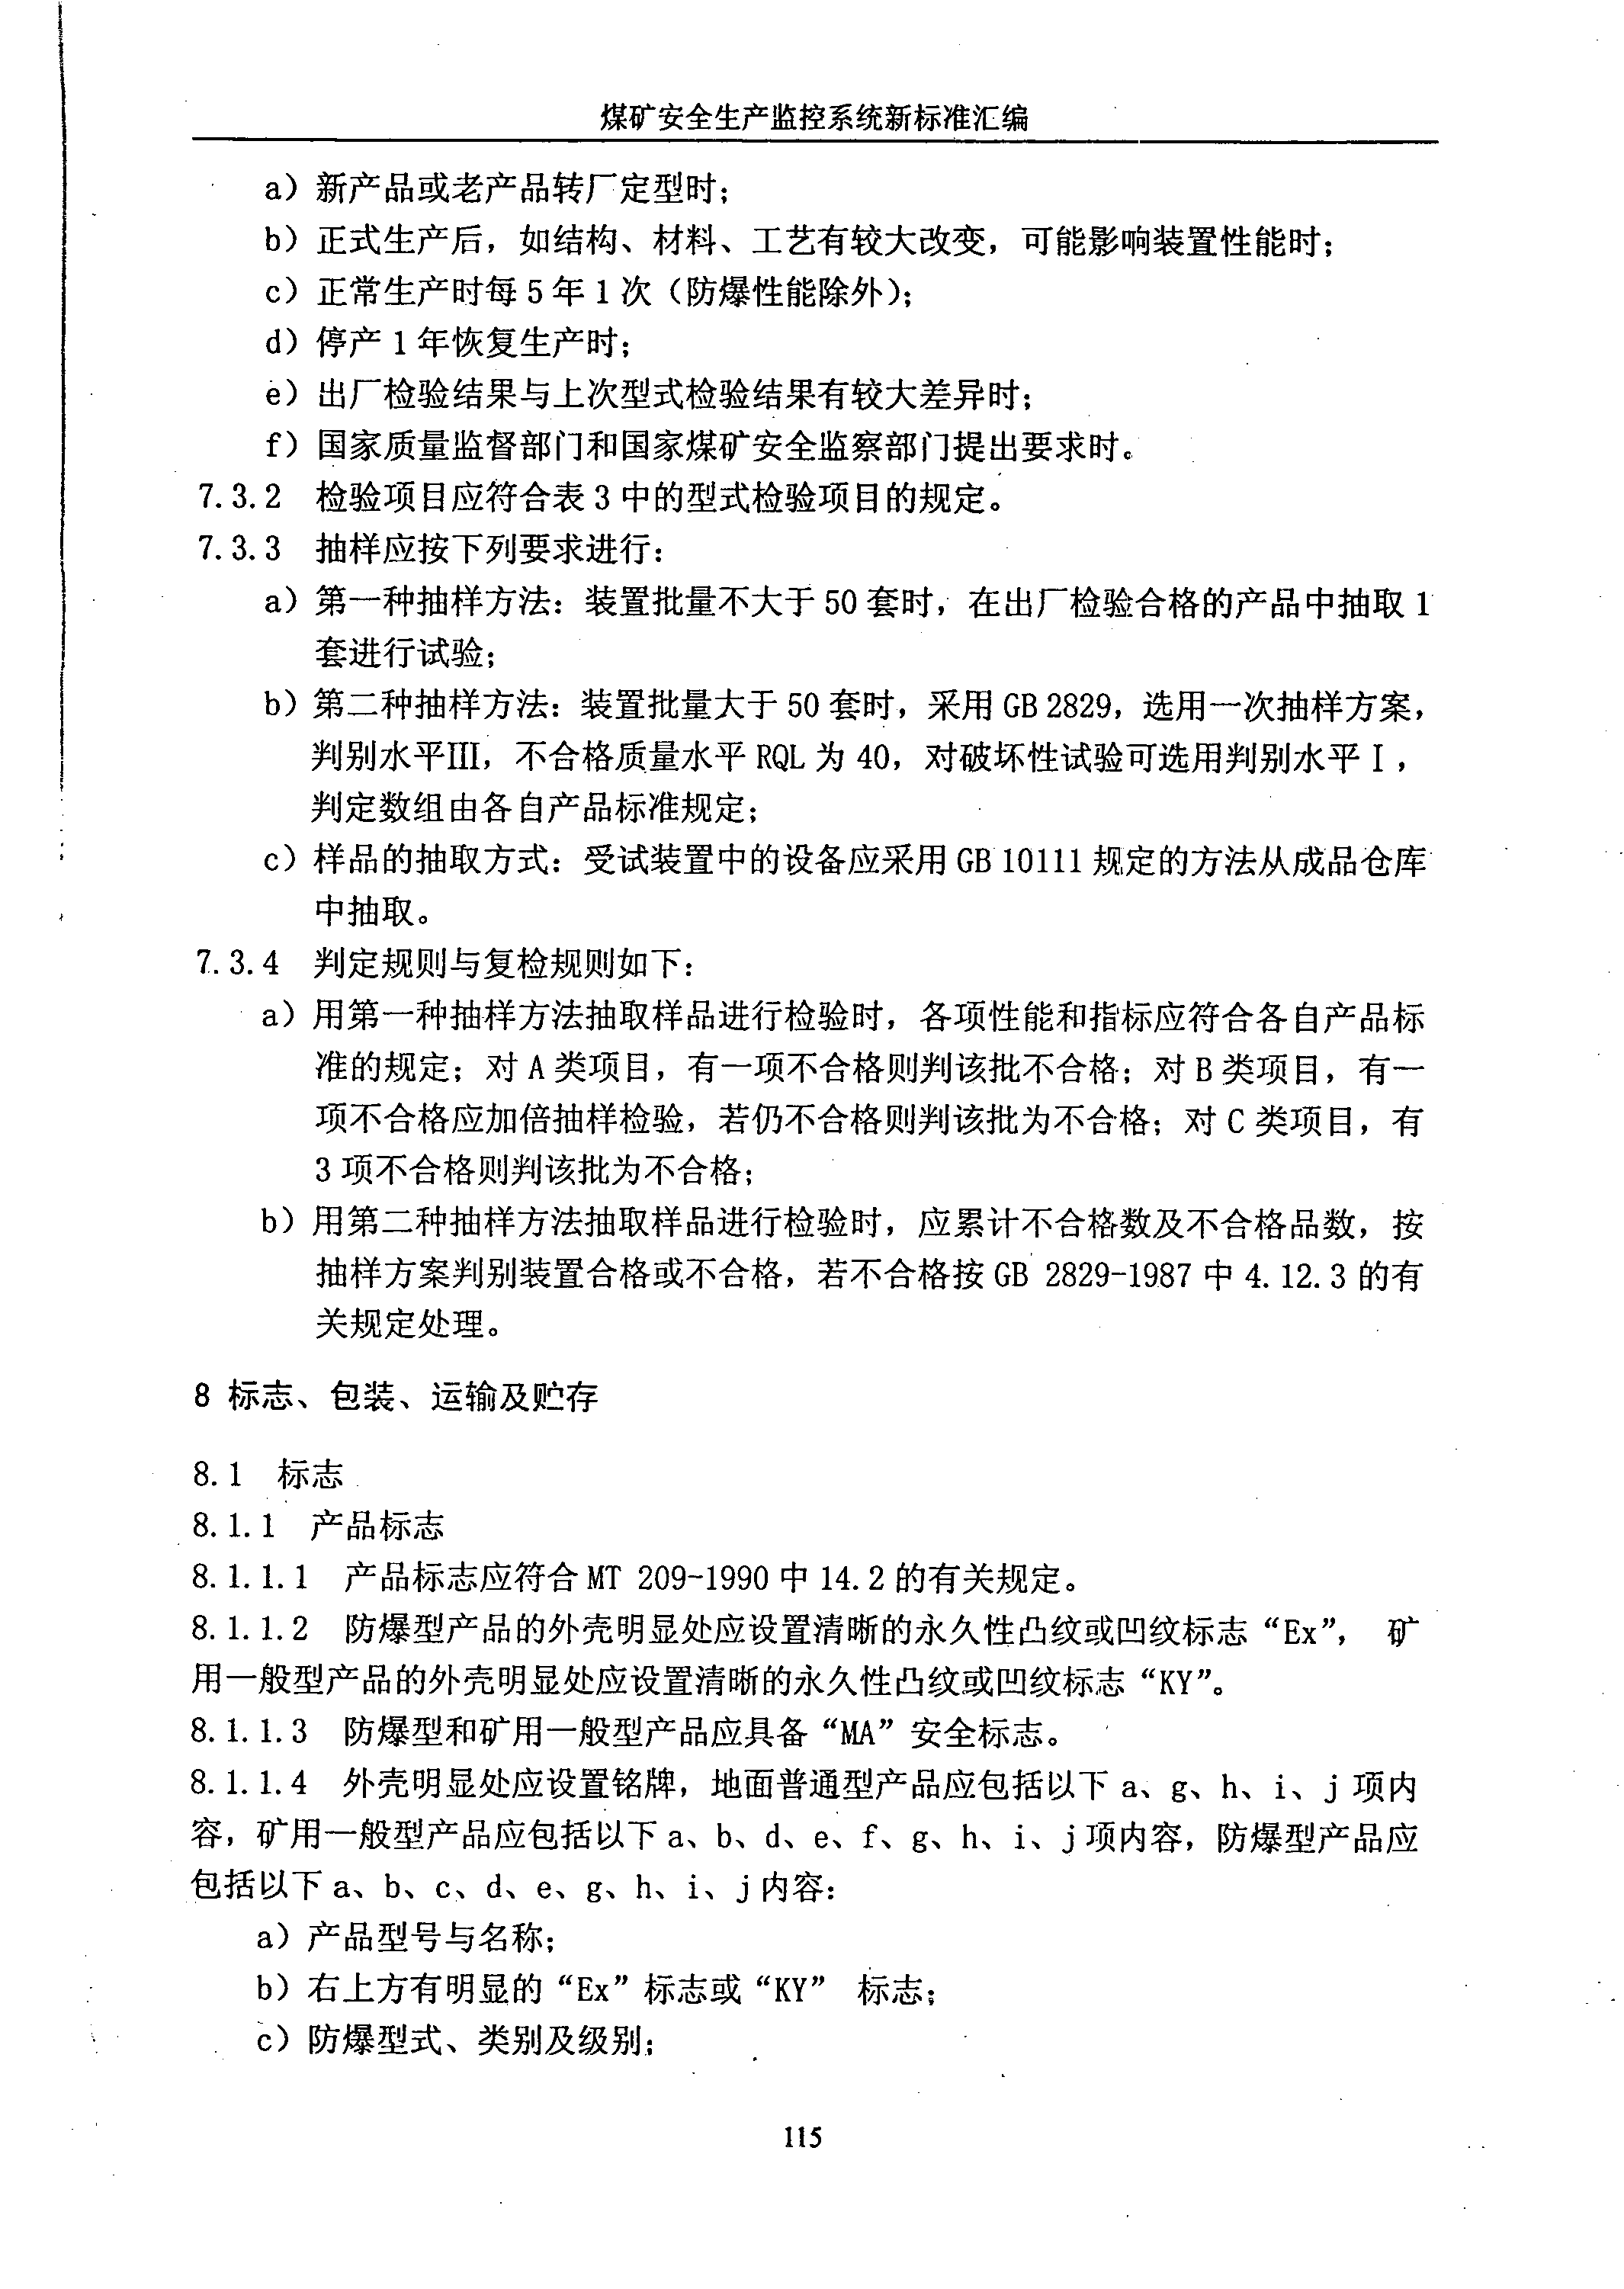 煤矿安全生产监控系统新标准汇编
a）新产品或老产品转厂定型时；
b）正式生产后，如结构、材料、工艺有较大改变，可能影响装置性能时；
c）正常生产时每 5 年 1 次（防爆性能除外）；
d）停产 1 年恢复生产时；
e）出厂检验结果与上次型式检验结果有较大差异时；
f）国家质量监督部门和国家煤矿安全监察部门提出要求时。
7.3.2 检验项目应符合表 3 中的型式检验项目的规定。
7.3.3 抽样应按下列要求进行：
a）第一种抽样方法：装置批量不大于 50 套时，在出厂检验合格的产品中抽取 1
套进行试验；
b）第二种抽样方法：装置批量大于 50 套时，采用 GB 2829，选用一次抽样方案，
判别水平III，不合格质量水平 RQL 为 40，对破坏性试验可选用判别水平 I，
判定数组由各自产品标准规定；
c）样品的抽取方式：受试装置中的设备应采用 GB 10111 规定的方法从成品仓库
中抽取。
7.3.4 判定规则与复检规则如下：
a）用第一种抽样方法抽取样品进行检验时，各项性能和指标应符合各自产品标
准的规定；对 A 类项目，有一项不合格则判该批不合格；对 B 类项目，有一
项不合格应加倍抽样检验，若仍不合格则判该批为不合格；对 C 类项目，有
3 项不合格则判该批为不合格；
b）用第二种抽样方法抽取样品进行检验时，应累计不合格数及不合格品数，按
抽样方案判别装置合格或不合格，若不合格按 GB 2829-1987 中 4.12.3 的有
关规定处理。
8 标志、包装、运输及贮存
8.1 标志
8.1.1 产品标志
8.1.1.1 产品标志应符合 MT 209-1990 中 14.2 的有关规定。
8.1.1.2 防爆型产品的外壳明显处应设置清晰的永久性凸纹或凹纹标志“Ex”， 矿
用一般型产品的外壳明显处应设置清晰的永久性凸纹或凹纹标志“KY”。
8.1.1.3 防爆型和矿用一般型产品应具备“MA”安全标志。
8.1.1.4 外壳明显处应设置铭牌，地面普通型产品应包括以下 a、g、h、i、j 项内
容，矿用一般型产品应包括以下 a、b、d、e、f、g、h、i、j 项内容，防爆型产品应
包括以下 a、b、c、d、e、g、h、i、j 内容：
a）产品型号与名称；
b）右上方有明显的“Ex”标志或“KY” 标志；
c）防爆型式、类别及级别；
115